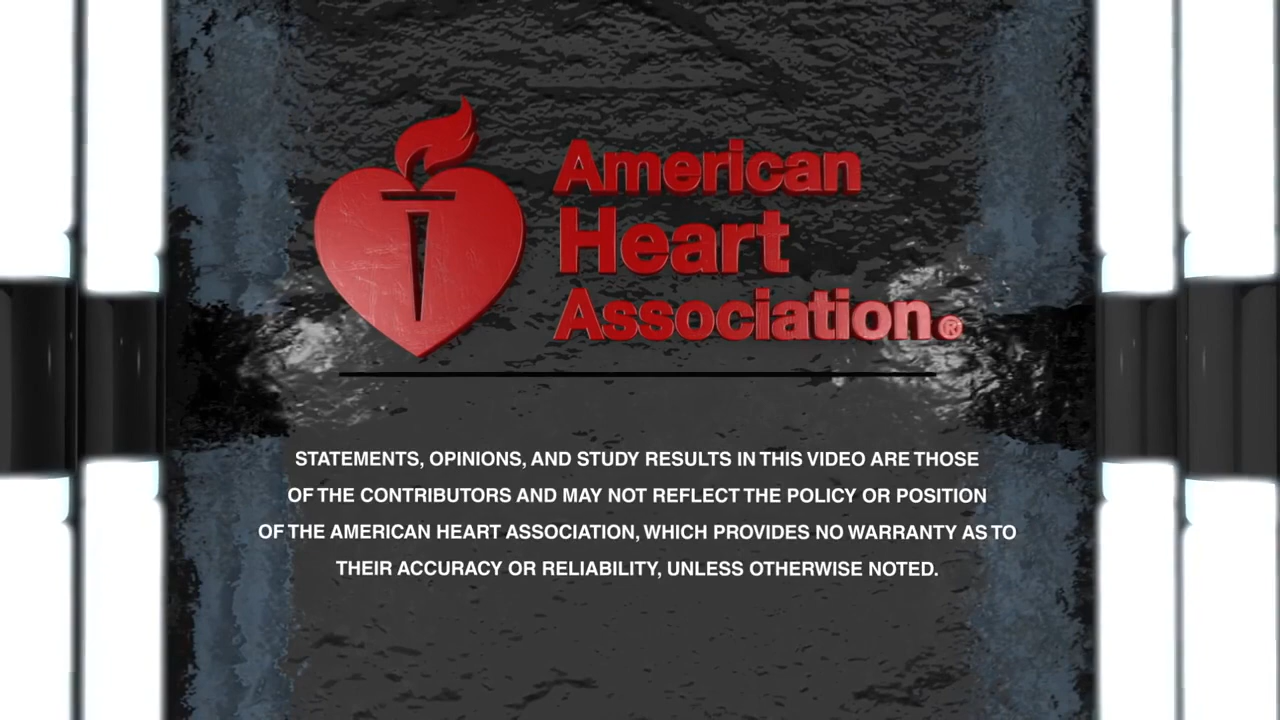 American
Heart
Association®
STATEMENTS, OPINIONS, AND STUDY RESULTS IN THIS VIDEO ARE THOSE
OF THE CONTRIBUTORS AND MAY NOT REFLECT THE POLICY OR POSITION
OF THE AMERICAN HEART ASSOCIATION, WHICH PROVIDES NO WARRANTY AS TO
THEIR ACCURACY OR RELIABILITY, UNLESS OTHERWISE NOTED.